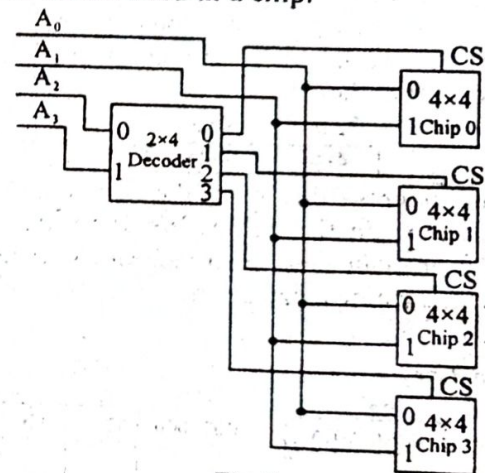 A₀
A₁
A₂
A₃
0
1
2×4
Decoder
0
1
2
3
CS
0 4×4
1 Chip 0
CS
0 4×4
1 Chip 1
CS
0 4×4
1 Chip 2
CS
0 4×4
1 Chip 3